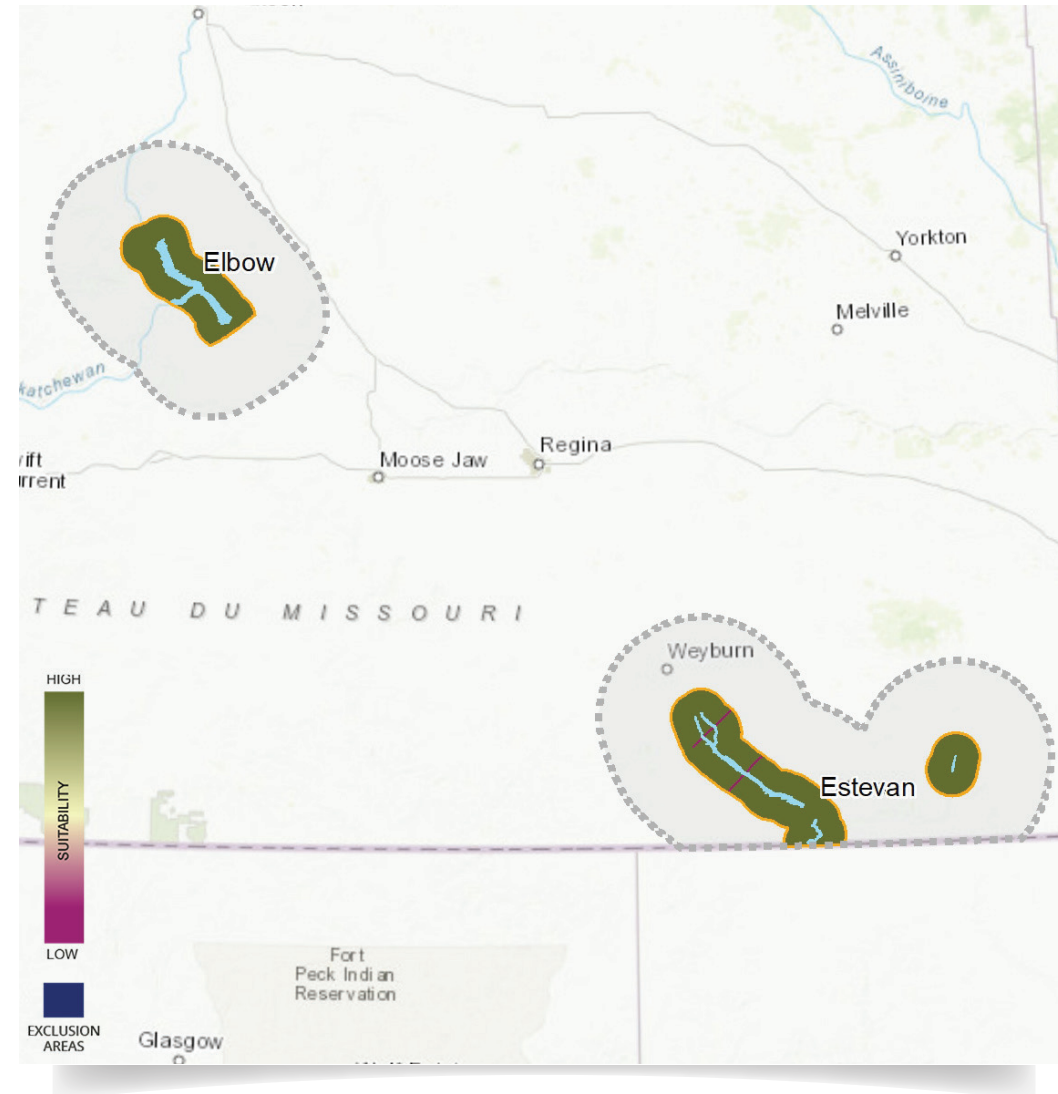 Assiniboine
Yorkton
Elbow
Melville
katchewan
Regina
ift
Moose Jaw
rrent
TEAU DU MISSOURI
Weyburn
HIGH
SUITABILITY
Estevan
LOW
Fort
Peck Indian
Reservation
EXCLUSION
AREAS
Glasgow